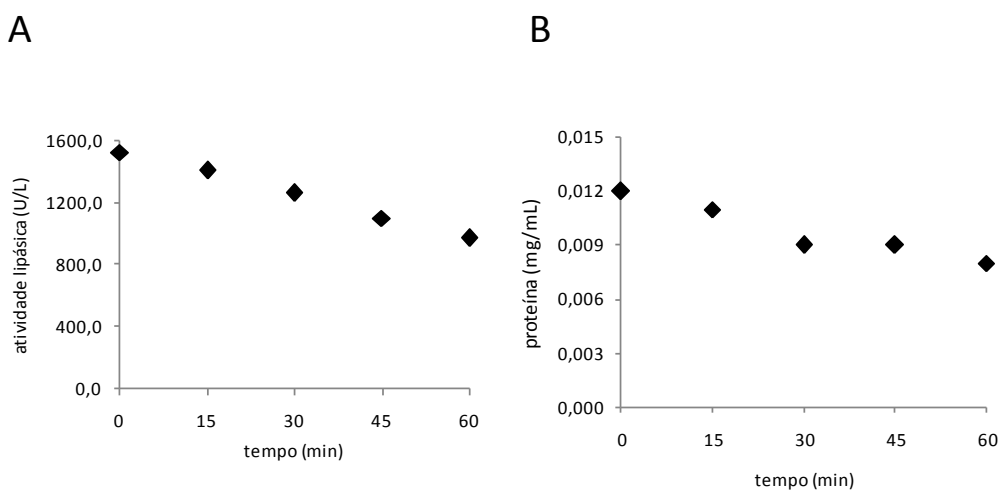 A
B
atividade lipásica (U/L)
1600,0
1200,0
800,0
400,0
0,0
0 15 30 45 60
tempo (min)
proteína (mg/mL)
0,015
0,012
0,009
0,006
0,003
0,000
0 15 30 45 60
tempo (min)